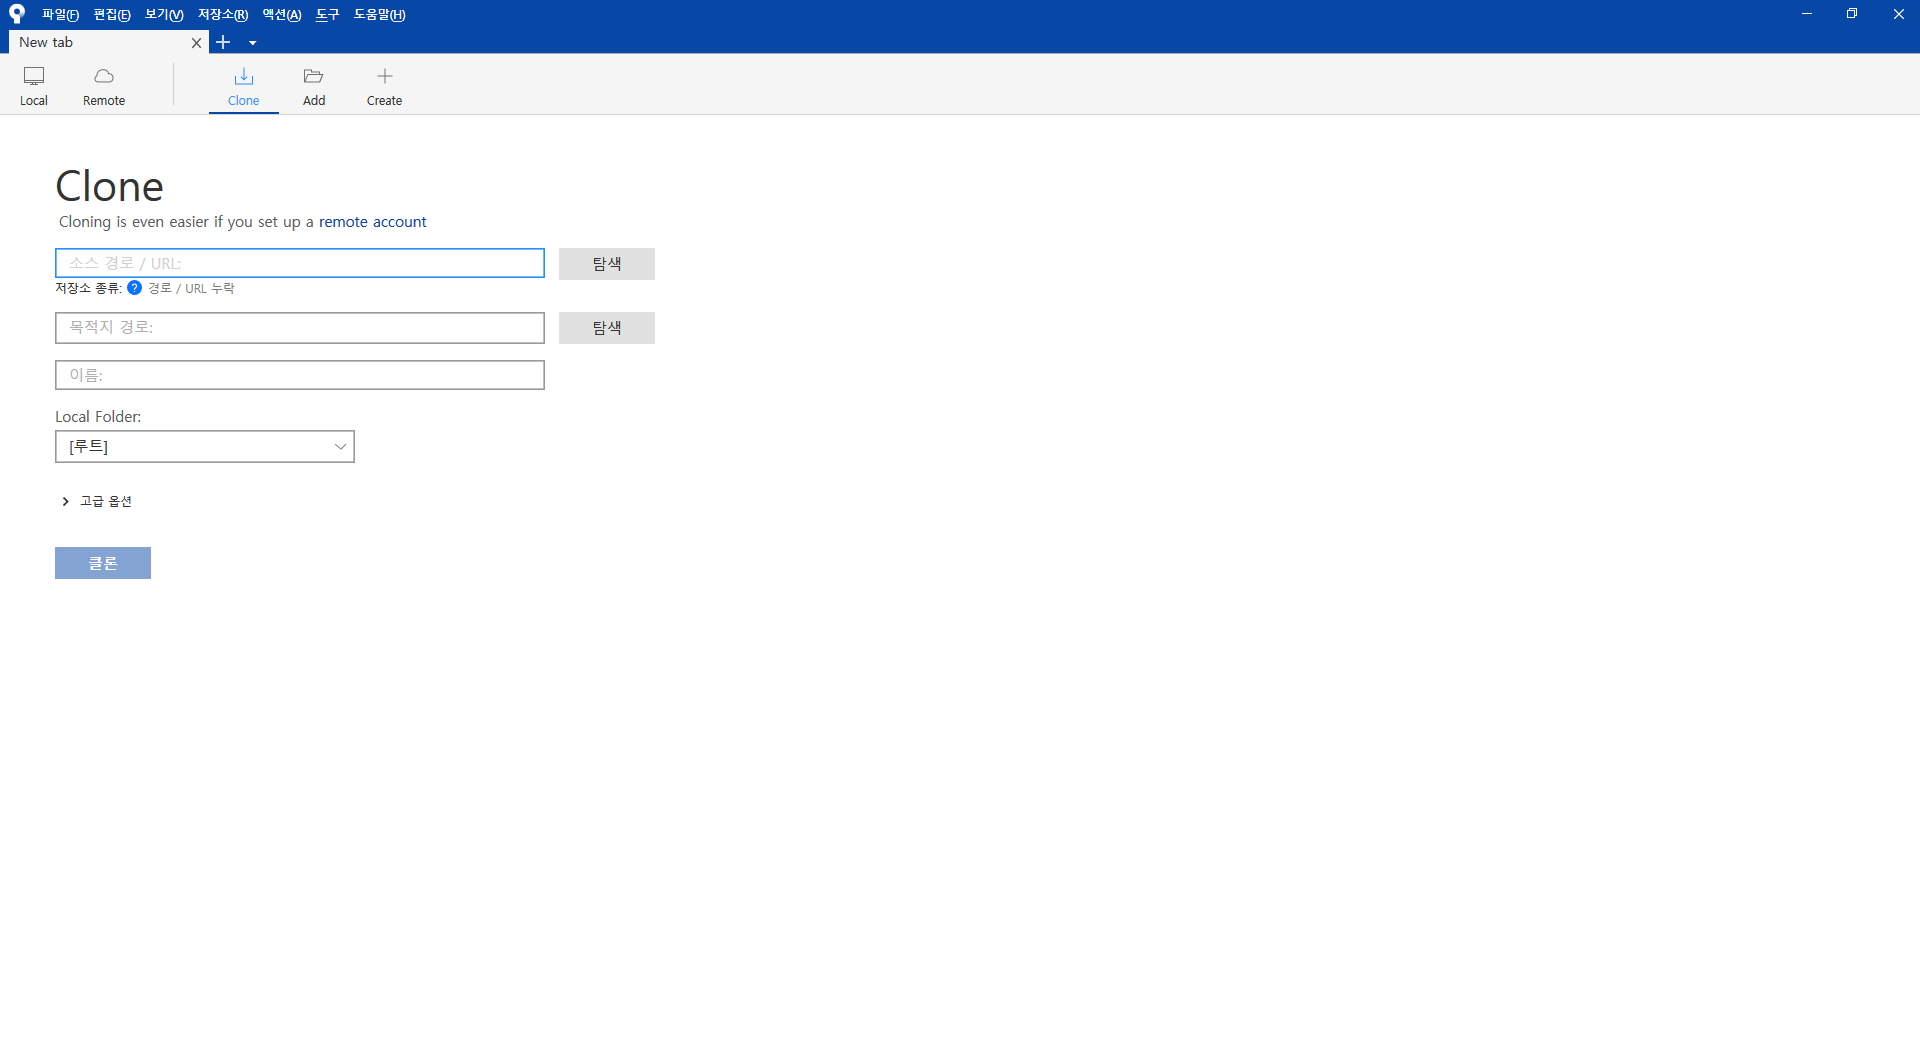 파일(F) 편집(E) 보기(V) 저장소(R) 액션(A) 도구 도움말(H)
New tab
Local Remote Clone Add Create
Clone
Cloning is even easier if you set up a remote account
소스 경로 / URL: 탐색
저장소 종류: ? 경로 / URL 누락
목적지 경로: 탐색
이름:
Local Folder:
[루트]
고급 옵션
클론